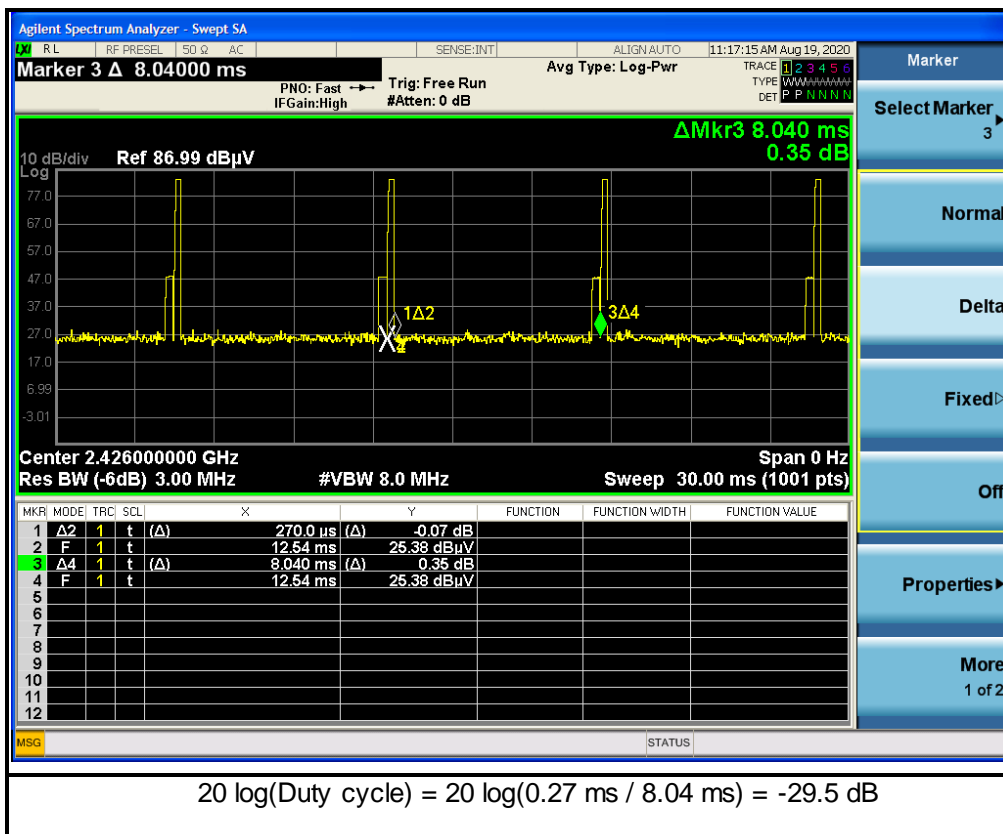 Agilent Spectrum Analyzer - Swept SA
LXI RL RF PRESEL 50 Ω AC SENSE:INT ALIGN AUTO 11:17:15 AM Aug 19, 2020
Marker 3 Δ 8.04000 ms
PNO: Fast
IFGain:High
Trig: Free Run
#Atten: 0 dB
Avg Type: Log-Pwr
TRACE 1 2 3 4 5 6
TYPE
DET P P N N N N
Marker
Select Marker
3
Normal
Delta
Fixed
Off
Properties
More
1 of 2
ΔMkr3 8.040 ms
0.35 dB
10 dB/div Ref 86.99 dBµV
Log
77.0
67.0
57.0
47.0
37.0
27.0
17.0
6.99
-3.01
1Δ2
3Δ4
X
Center 2.426000000 GHz
Span 0 Hz
Res BW (-6dB) 3.00 MHz #VBW 8.0 MHz Sweep 30.00 ms (1001 pts)
MKR MODE TRC SCL X Y FUNCTION FUNCTION WIDTH FUNCTION VALUE
1 Δ2 1 t (Δ) 270.0 µs (Δ) -0.07 dB
2 F 1 t 12.54 ms 25.38 dBµV
3 Δ4 1 t (Δ) 8.040 ms (Δ) 0.35 dB
4 F 1 t 12.54 ms 25.38 dBµV
5
6
7
8
9
10
11
12
MSG STATUS
20 log(Duty cycle) = 20 log(0.27 ms / 8.04 ms) = -29.5 dB